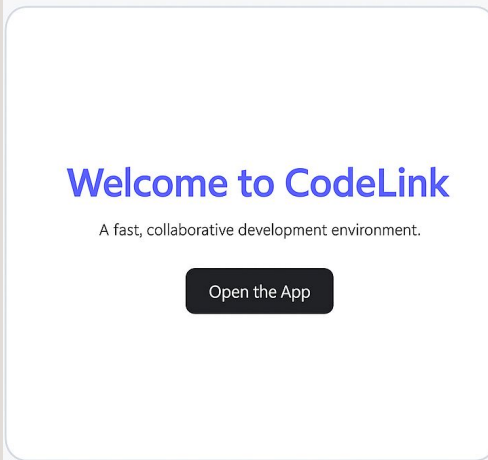 Welcome to CodeLink
A fast, collaborative development environment.
Open the App